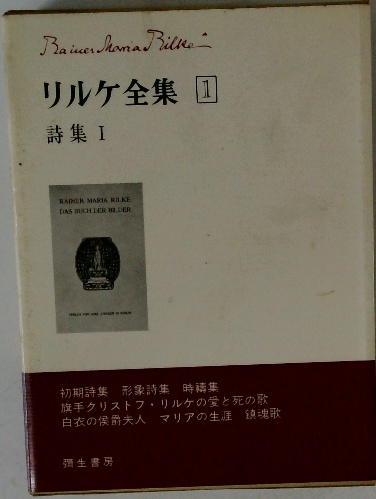 Rainer Maria Rilke
リルケ全集 1
詩集 I
RAINER MARIA RILKE
DAS BUCH DER BILDER
初期詩集 形象詩集 時禱集
旗手クリストフ・リルケの愛と死の歌
白衣の侯爵夫人 マリアの生涯 鎮魂歌
彌生書房